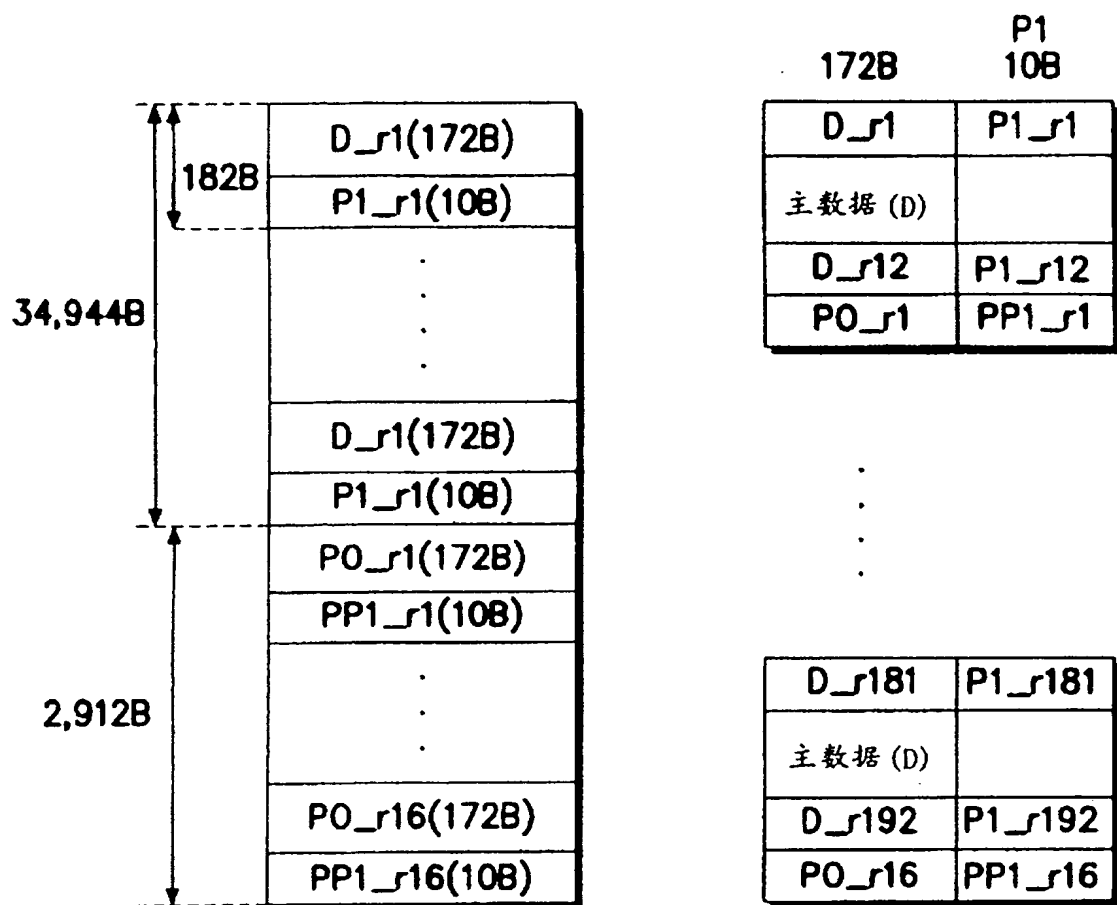 D_r1(172B)
182B
P1_r1(10B)
34,944B
D_r1(172B)
P1_r1(10B)
PO_r1(172B)
PP1_r1(10B)
2,912B
PO_r16(172B)
PP1_r16(10B)
P1
172B 10B
D_r1 P1_r1
主数据(D)
D_r12 P1_r12
PO_r1 PP1_r1
D_r181 P1_r181
主数据(D)
D_r192 P1_r192
PO_r16 PP1_r16